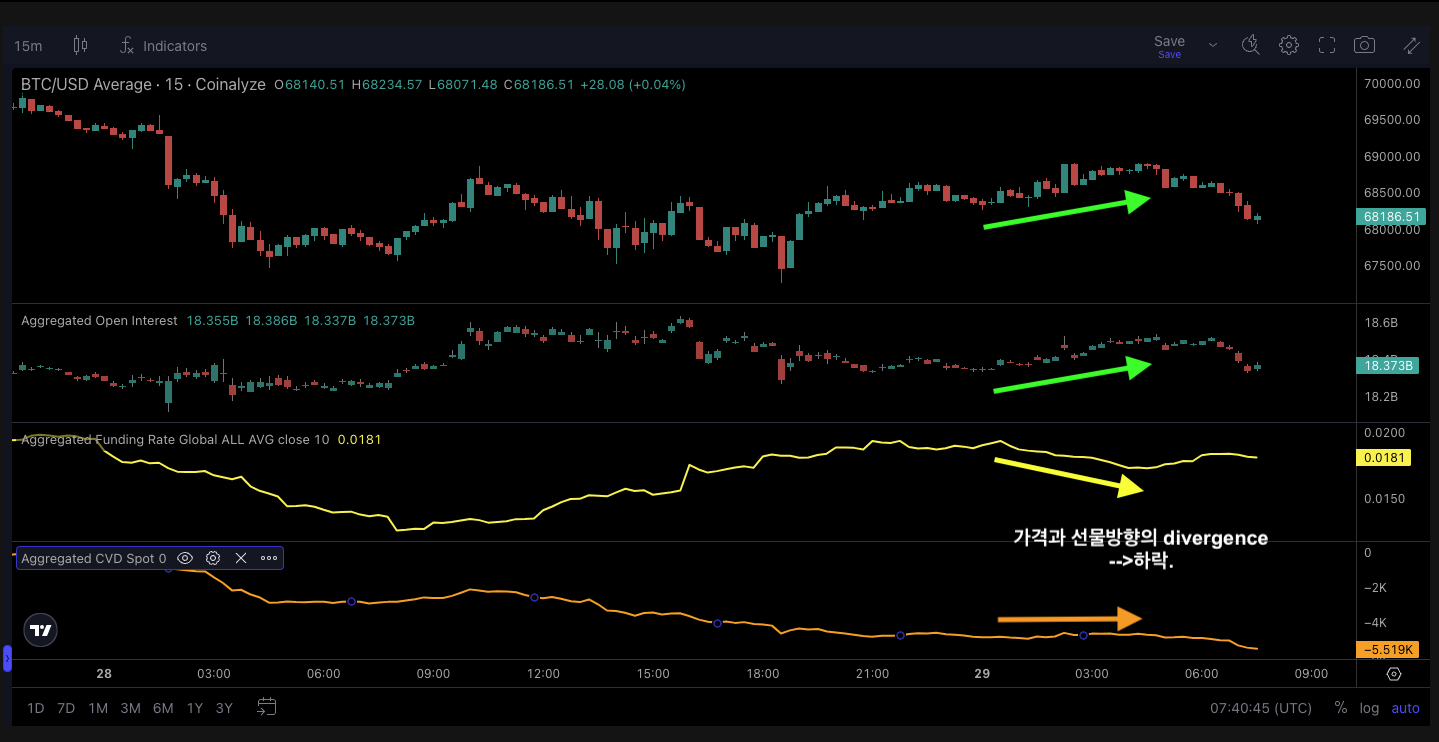 15m Indicators Save
Save
BTC/USD Average · 15 · Coinalyze O68140.51 H68234.57 L68071.48 C68186.51 +28.08 (+0.04%)
70000.00
69500.00
69000.00
68500.00
68186.51
68000.00
67500.00
Aggregated Open Interest 18.355B 18.386B 18.337B 18.373B
18.6B
18.373B
18.2B
Aggregated Funding Rate Global ALL AVG close 10 0.0181
0.0200
0.0181
0.0150
가격과 선물방향의 divergence
-->하락.
Aggregated CVD Spot 0
0
−2K
−4K
−5.519K
28 03:00 06:00 09:00 12:00 15:00 18:00 21:00 29 03:00 06:00 09:00
1D 7D 1M 3M 6M 1Y 3Y 07:40:45 (UTC) % log auto